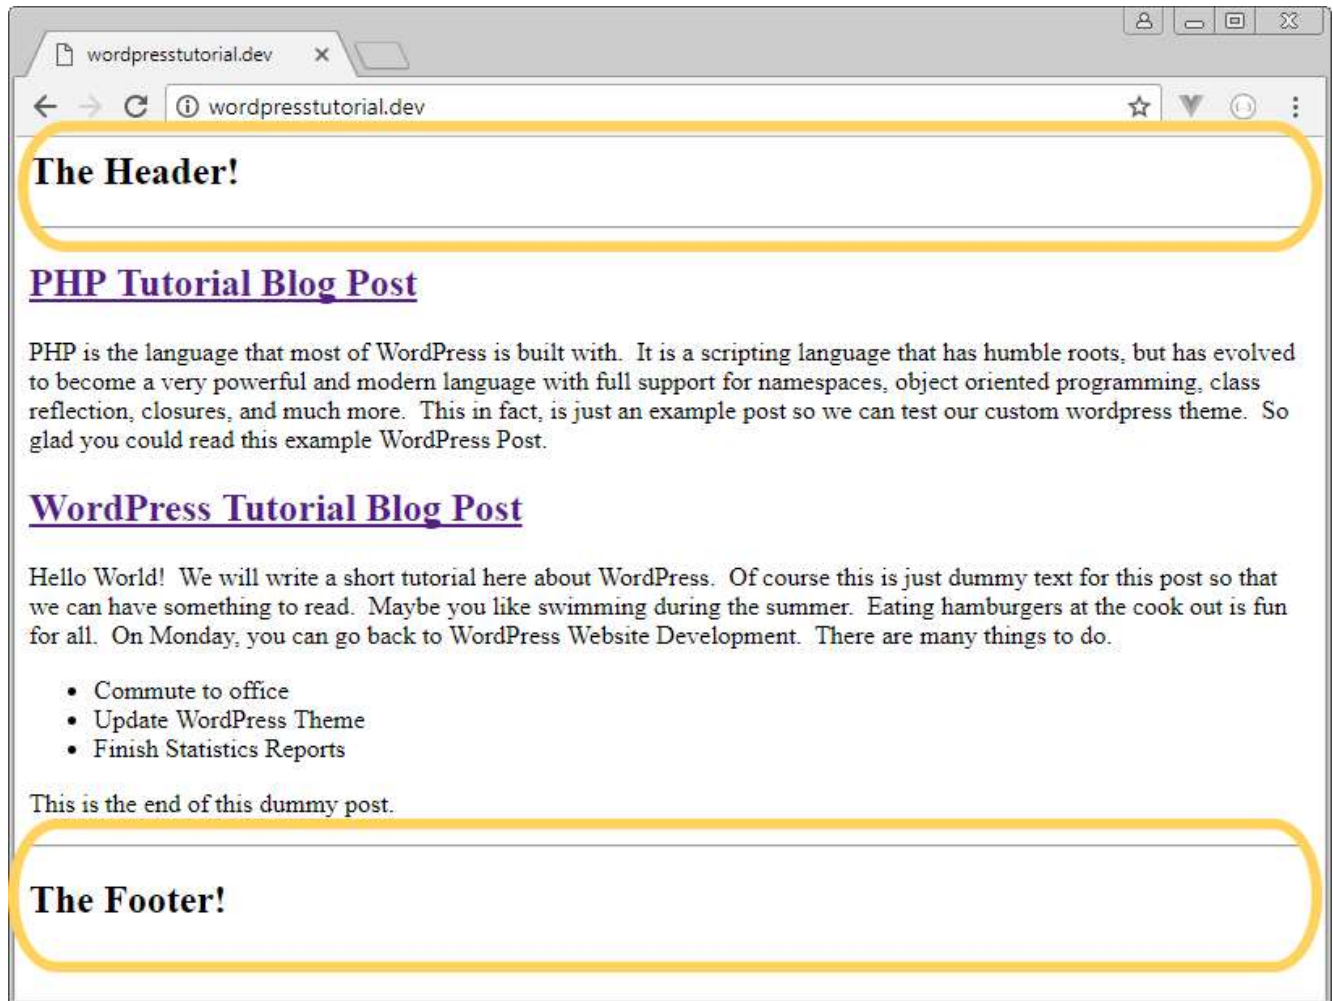 wordpresstutorial.dev
wordpresstutorial.dev
The Header!
PHP Tutorial Blog Post
PHP is the language that most of WordPress is built with.  It is a scripting language that has humble roots, but has evolved
to become a very powerful and modern language with full support for namespaces, object oriented programming, class
reflection, closures, and much more.  This in fact, is just an example post so we can test our custom wordpress theme.  So
glad you could read this example WordPress Post.
WordPress Tutorial Blog Post
Hello World!  We will write a short tutorial here about WordPress.  Of course this is just dummy text for this post so that
we can have something to read.  Maybe you like swimming during the summer.  Eating hamburgers at the cook out is fun
for all.  On Monday, you can go back to WordPress Website Development.  There are many things to do.
• Commute to office
• Update WordPress Theme
• Finish Statistics Reports
This is the end of this dummy post.
The Footer!